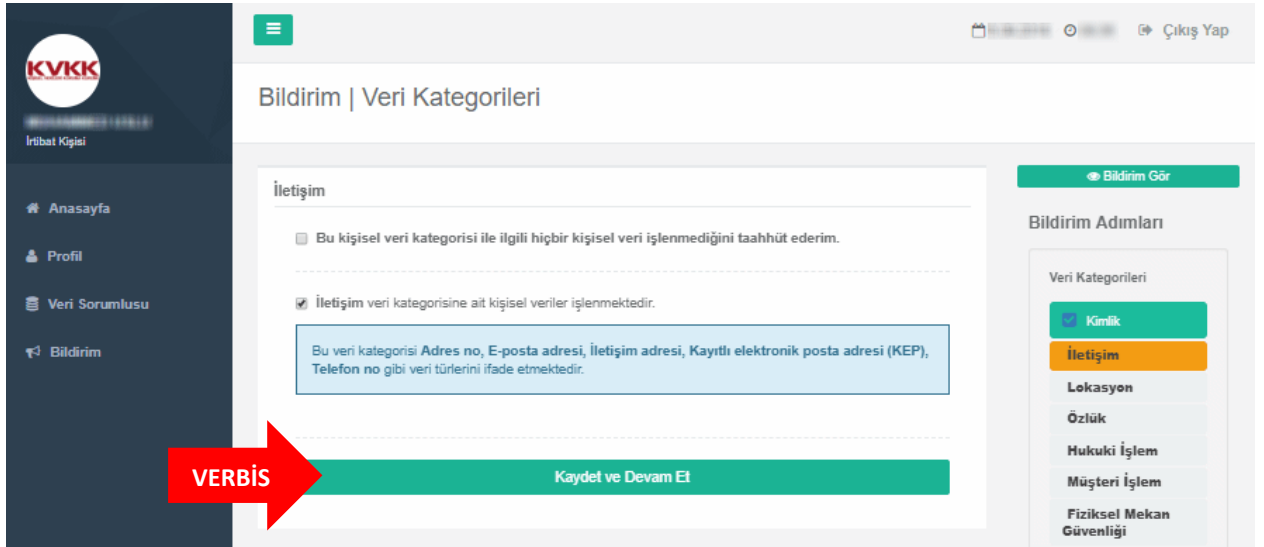 KVKK
İrtibat Kişisi
Anasayfa
Profil
Veri Sorumlusu
Bildirim
Çıkış Yap
Bildirim | Veri Kategorileri
İletişim
Bu kişisel veri kategorisi ile ilgili hiçbir kişisel veri işlenmediğini taahhüt ederim.
İletişim veri kategorisine ait kişisel veriler işlenmektedir.
Bu veri kategorisi Adres no, E-posta adresi, İletişim adresi, Kayıtlı elektronik posta adresi (KEP),
Telefon no gibi veri türlerini ifade etmektedir.
VERBİS
Kaydet ve Devam Et
Bildirim Gör
Bildirim Adımları
Veri Kategorileri
Kimlik
İletişim
Lokasyon
Özlük
Hukuki İşlem
Müşteri İşlem
Fiziksel Mekan
Güvenliği